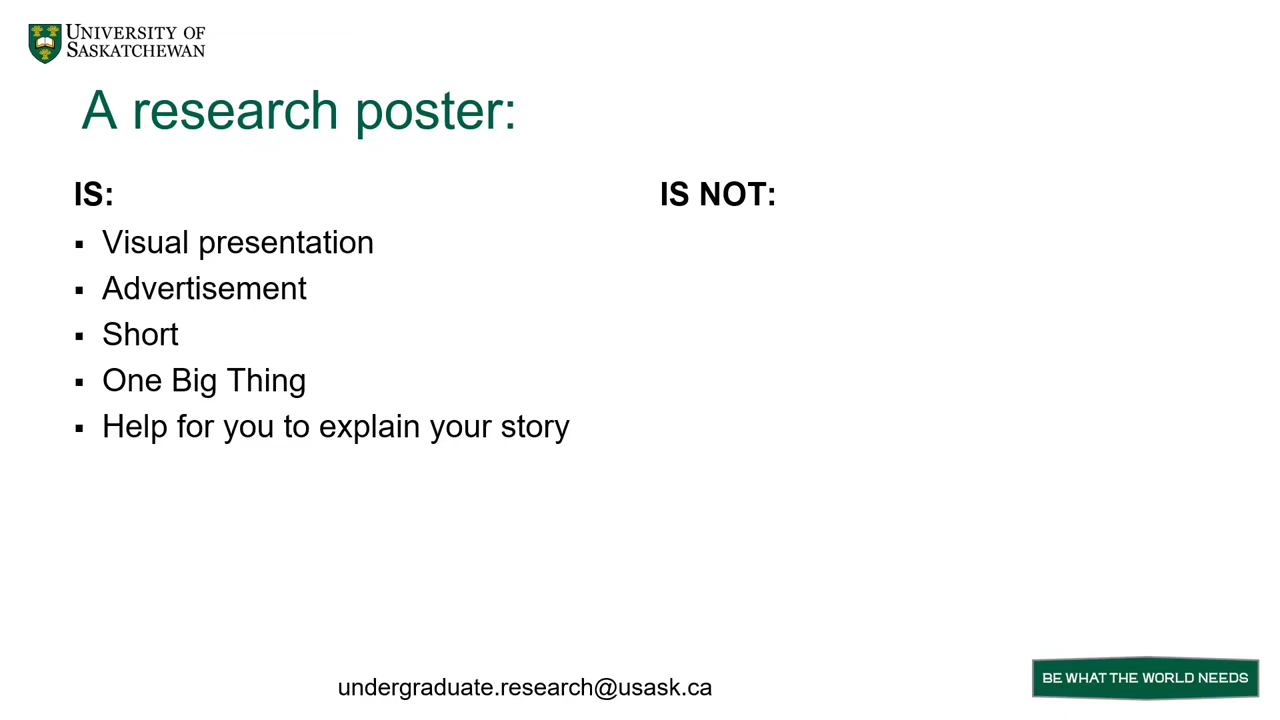 UNIVERSITY OF
SASKATCHEWAN
A research poster:
IS:
▪ Visual presentation
▪ Advertisement
▪ Short
▪ One Big Thing
▪ Help for you to explain your story
IS NOT:
undergraduate.research@usask.ca
BE WHAT THE WORLD NEEDS